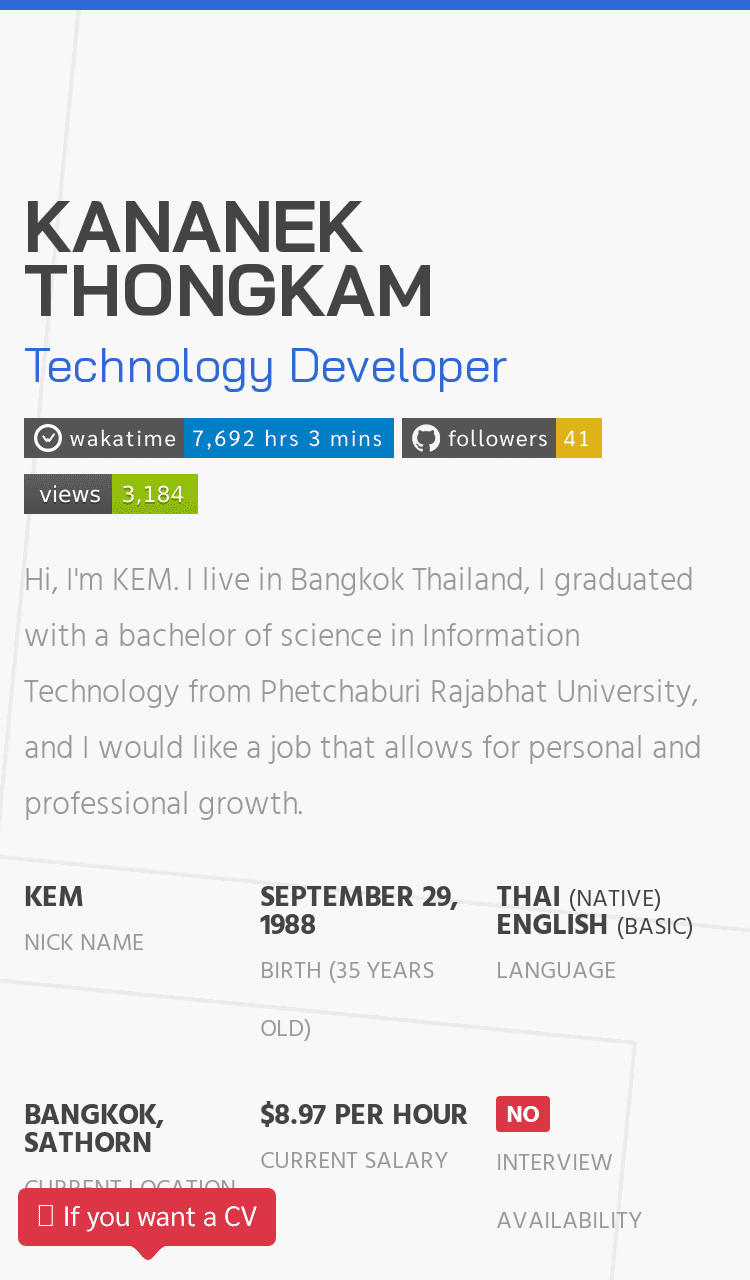 KANANEK
THONGKAM
Technology Developer
wakatime 7,692 hrs 3 mins followers 41
views 3,184
Hi, I'm KEM. I live in Bangkok Thailand, I graduated
with a bachelor of science in Information
Technology from Phetchaburi Rajabhat University,
and I would like a job that allows for personal and
professional growth.
KEM
NICK NAME
SEPTEMBER 29,
1988
BIRTH (35 YEARS
OLD)
THAI (NATIVE)
ENGLISH (BASIC)
LANGUAGE
BANGKOK,
SATHORN
CURRENT LOCATION
$8.97 PER HOUR
CURRENT SALARY
NO
INTERVIEW
AVAILABILITY
If you want a CV